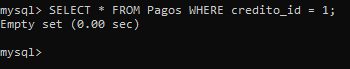 mysql> SELECT * FROM Pagos WHERE credito_id = 1;
Empty set (0.00 sec)
mysql>